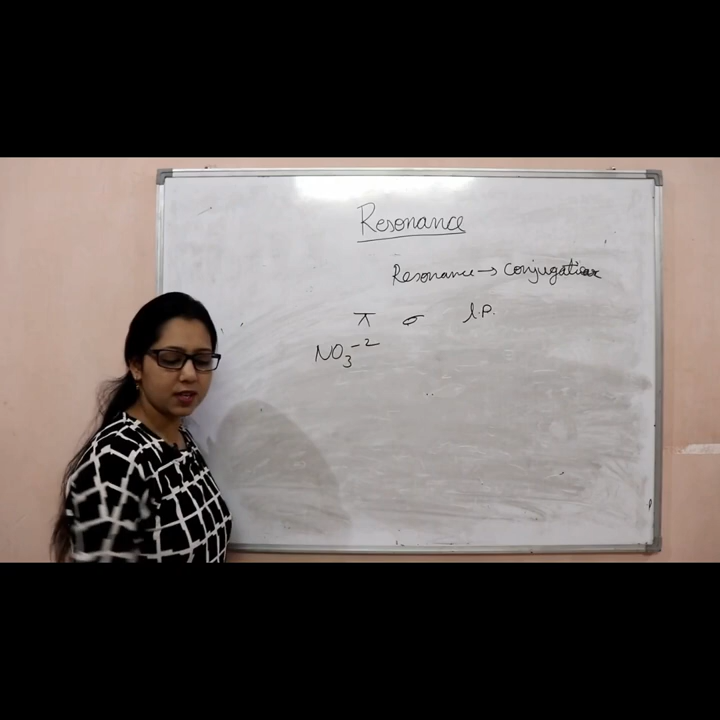 Resonance
Resonance → Conjugation
π σ l.P.
NO₃⁻²